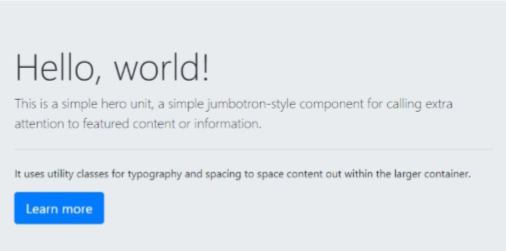 Hello, world!
This is a simple hero unit, a simple jumbotron-style component for calling extra
attention to featured content or information.
It uses utility classes for typography and spacing to space content out within the larger container.
Learn more